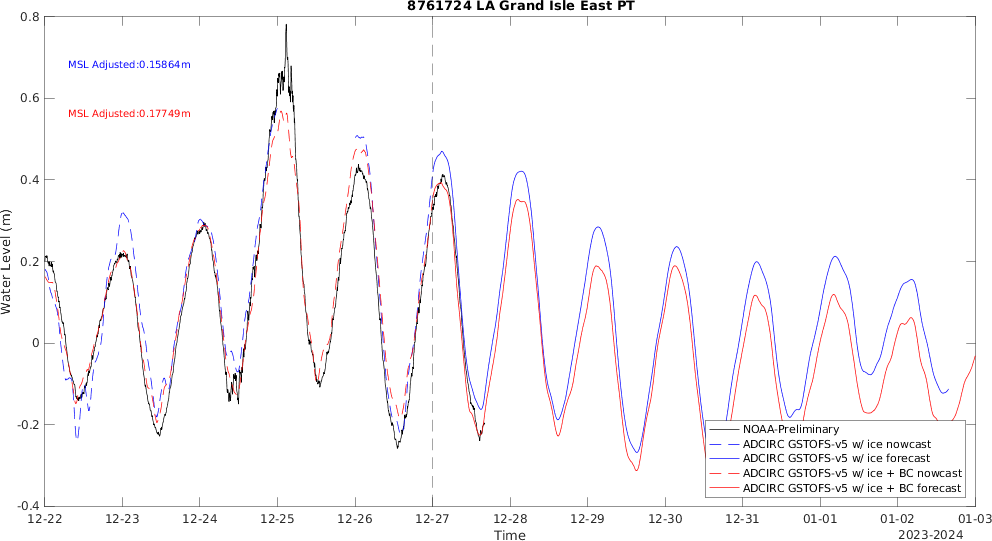 8761724 LA Grand Isle East PT
0.8
MSL Adjusted:0.15864m
0.6
MSL Adjusted:0.17749m
0.4
0.2
0
-0.2
-0.4
Water Level (m)
NOAA-Preliminary
ADCIRC GSTOFS-v5 w/ ice nowcast
ADCIRC GSTOFS-v5 w/ ice forecast
ADCIRC GSTOFS-v5 w/ ice + BC nowcast
ADCIRC GSTOFS-v5 w/ ice + BC forecast
12-22 12-23 12-24 12-25 12-26 12-27 12-28 12-29 12-30 12-31 01-01 01-02 01-03
Time
2023-2024